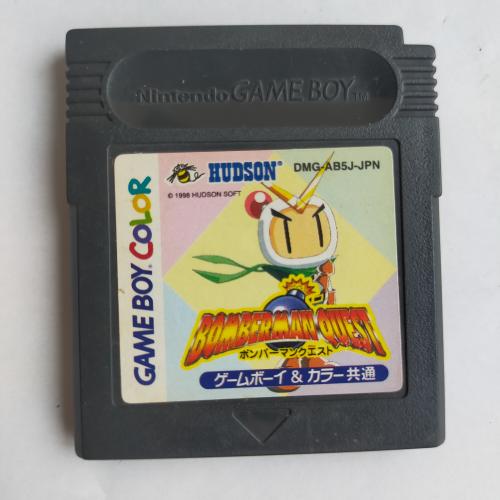 Nintendo GAME BOY TM
HUDSON®
DMG-AB5J-JPN
© 1998 HUDSON SOFT
GAME BOY COLOR
BOMBERMAN QUEST
ボンバーマンクエスト
ゲームボーイ & カラー共通